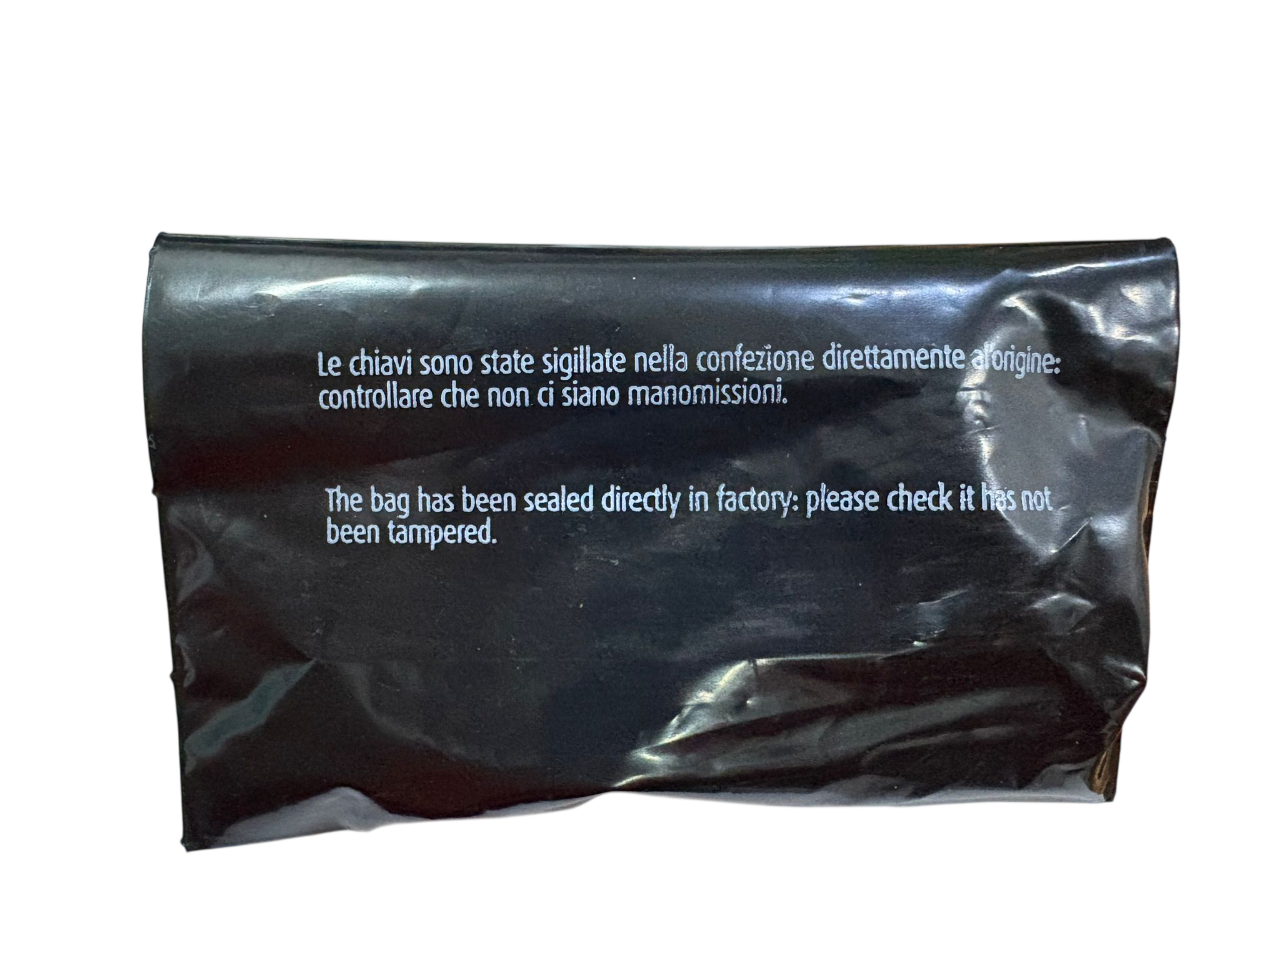 Le chiavi sono state sigillate nella confezione direttamente all'origine:
controllare che non ci siano manomissioni.
The bag has been sealed directly in factory: please check it has not
been tampered.